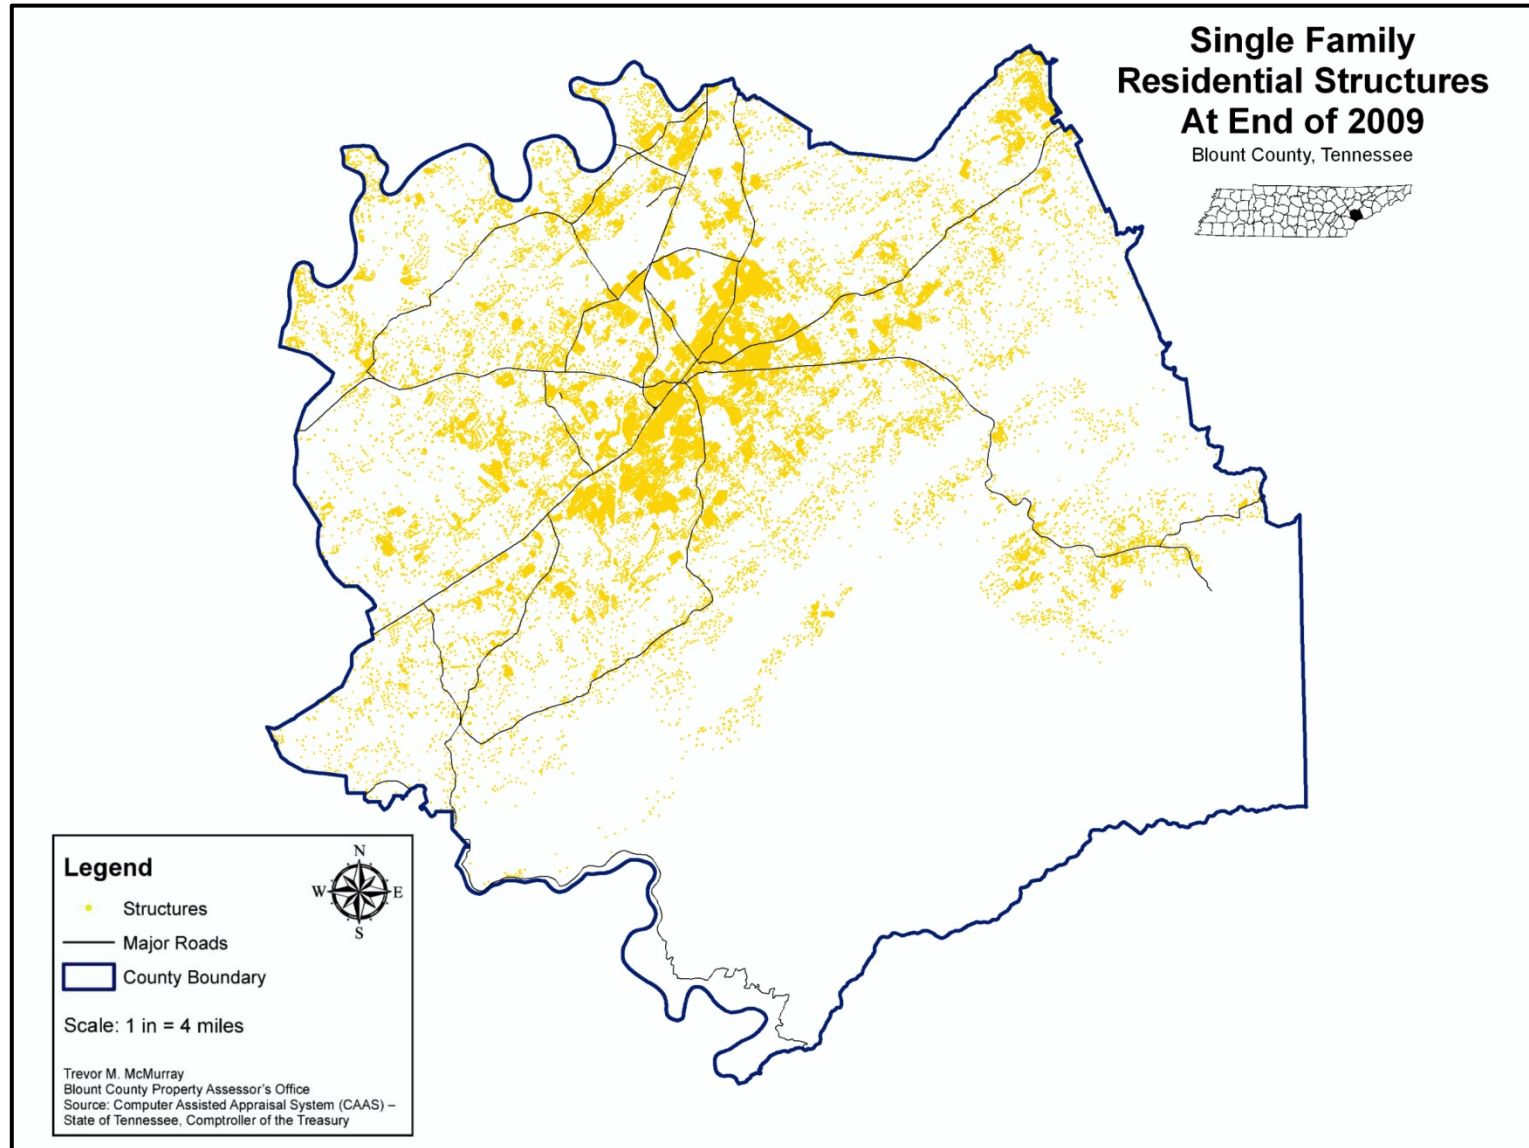 Single Family
Residential Structures
At End of 2009
Blount County, Tennessee
Legend
N
W E
S
Structures
Major Roads
County Boundary
Scale: 1 in = 4 miles
Trevor M. McMurray
Blount County Property Assessor's Office
Source: Computer Assisted Appraisal System (CAAS) –
State of Tennessee, Comptroller of the Treasury